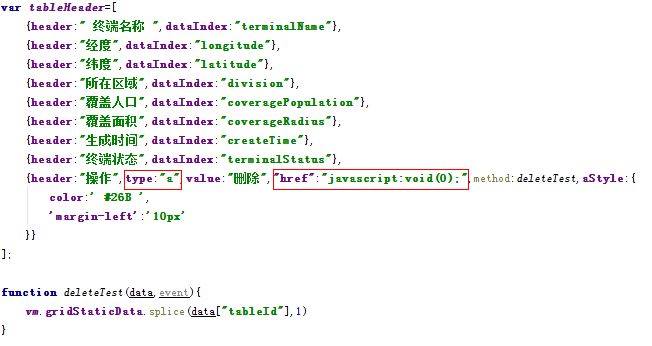 var tableHeader=[
{header:" 终端名称 ",dataIndex:"terminalName"},
{header:"经度",dataIndex:"longitude"},
{header:"纬度",dataIndex:"latitude"},
{header:"所在区域",dataIndex:"division"},
{header:"覆盖人口",dataIndex:"coveragePopulation"},
{header:"覆盖面积",dataIndex:"coverageRadius"},
{header:"生成时间",dataIndex:"createTime"},
{header:"终端状态",dataIndex:"terminalStatus"},
{header:"操作",type:"a",value:"删除","href":"javascript:void(0);",method:deleteTest,aStyle:{
color:' #26B ',
'margin-left':'10px'
}}
];
function deleteTest(data,event){
vm.gridStaticData.splice(data["tableId"],1)
}